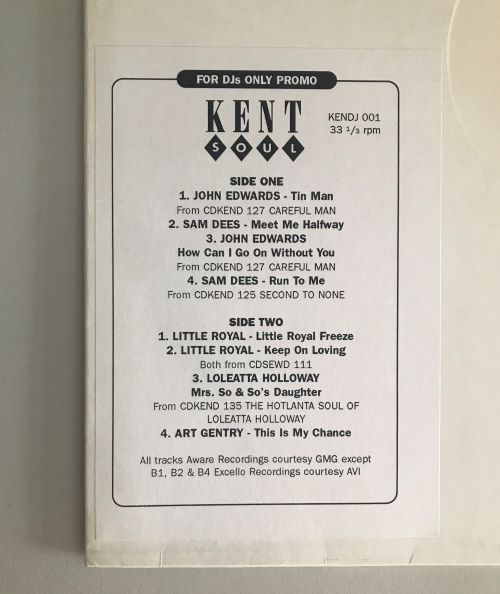 FOR DJs ONLY PROMO
KENT
SOUL
KENDJ 001
33 1/3 rpm
SIDE ONE
1. JOHN EDWARDS - Tin Man
From CDKEND 127 CAREFUL MAN
2. SAM DEES - Meet Me Halfway
3. JOHN EDWARDS
How Can I Go On Without You
From CDKEND 127 CAREFUL MAN
4. SAM DEES - Run To Me
From CDKEND 125 SECOND TO NONE
SIDE TWO
1. LITTLE ROYAL - Little Royal Freeze
2. LITTLE ROYAL - Keep On Loving
Both from CDSEWD 111
3. LOLEATTA HOLLOWAY
Mrs. So & So's Daughter
From CDKEND 135 THE HOTLANTA SOUL OF
LOLEATTA HOLLOWAY
4. ART GENTRY - This Is My Chance
All tracks Aware Recordings courtesy GMG except
B1, B2 & B4 Excello Recordings courtesy AVI